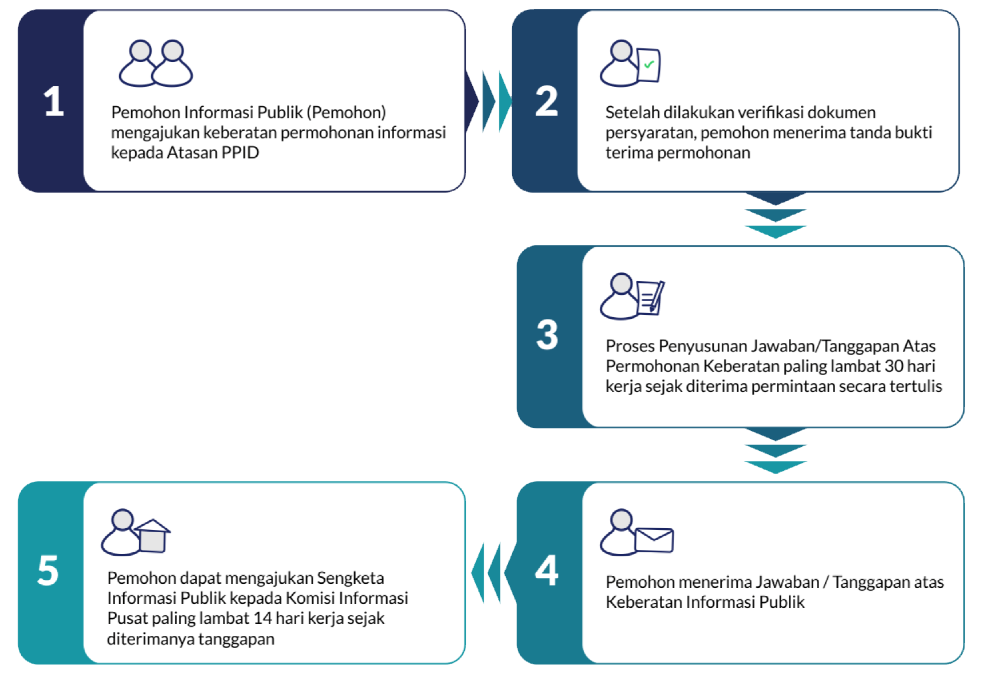 1
Pemohon Informasi Publik (Pemohon)
mengajukan keberatan permohonan informasi
kepada Atasan PPID
2
Setelah dilakukan verifikasi dokumen
persyaratan, pemohon menerima tanda bukti
terima permohonan
3
Proses Penyusunan Jawaban/Tanggapan Atas
Permohonan Keberatan paling lambat 30 hari
kerja sejak diterima permintaan secara tertulis
4
Pemohon menerima Jawaban / Tanggapan atas
Keberatan Informasi Publik
5
Pemohon dapat mengajukan Sengketa
Informasi Publik kepada Komisi Informasi
Pusat paling lambat 14 hari kerja sejak
diterimanya tanggapan